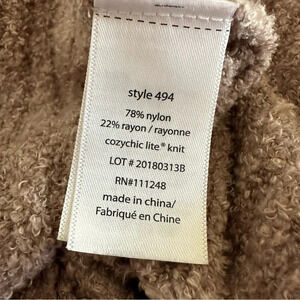 style 494
78% nylon
22% rayon / rayonne
cozychic lite® knit
LOT # 20180313B
RN#111248
made in china/
Fabriqué en Chine